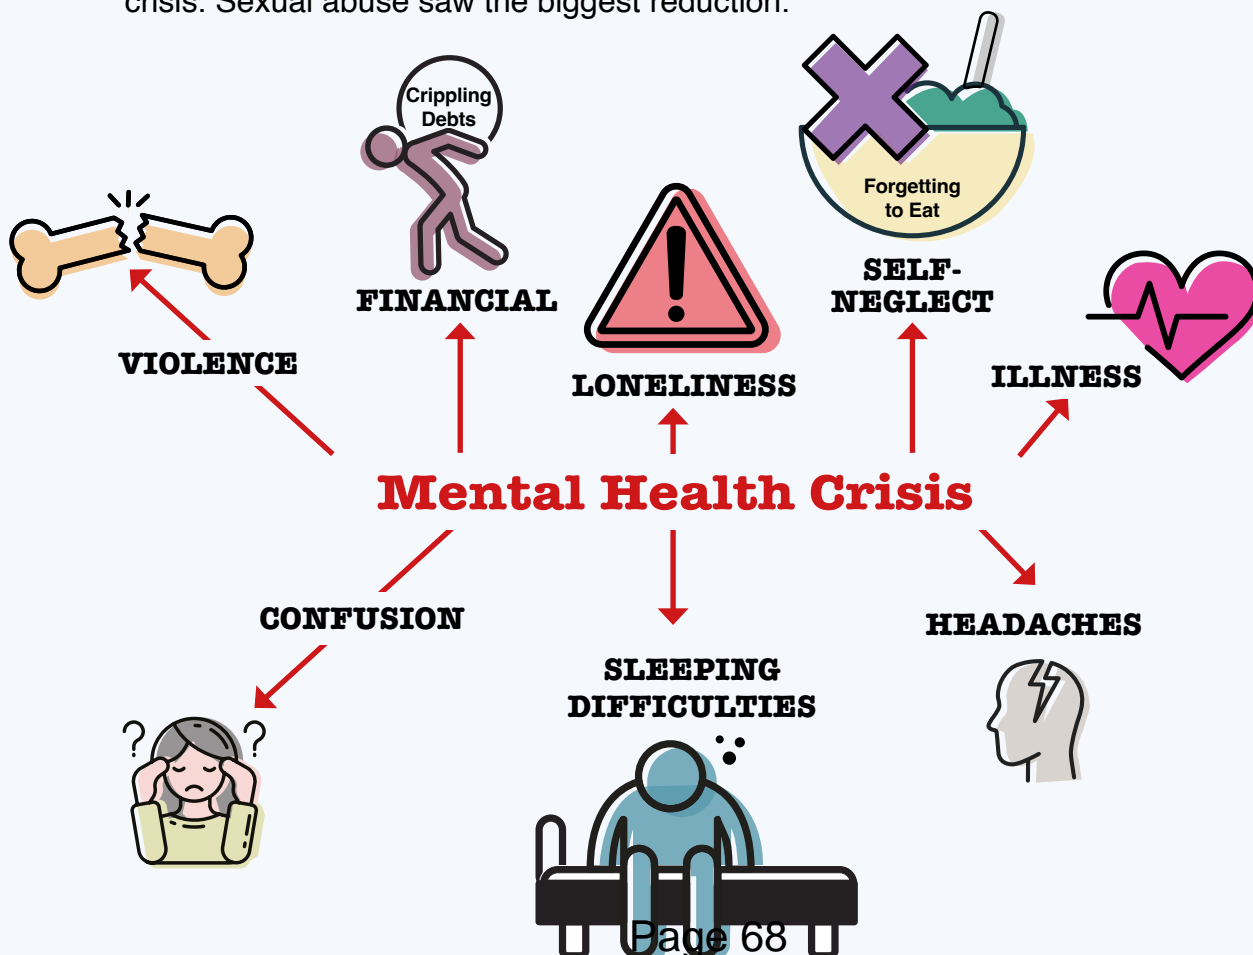 crisis. Sexual abuse saw the biggest reduction.
Crippling
Debts
Forgetting
to Eat
FINANCIAL
SELF-
NEGLECT
VIOLENCE
LONELINESS
ILLNESS
Mental Health Crisis
CONFUSION
HEADACHES
SLEEPING
DIFFICULTIES
? ?
Page 68